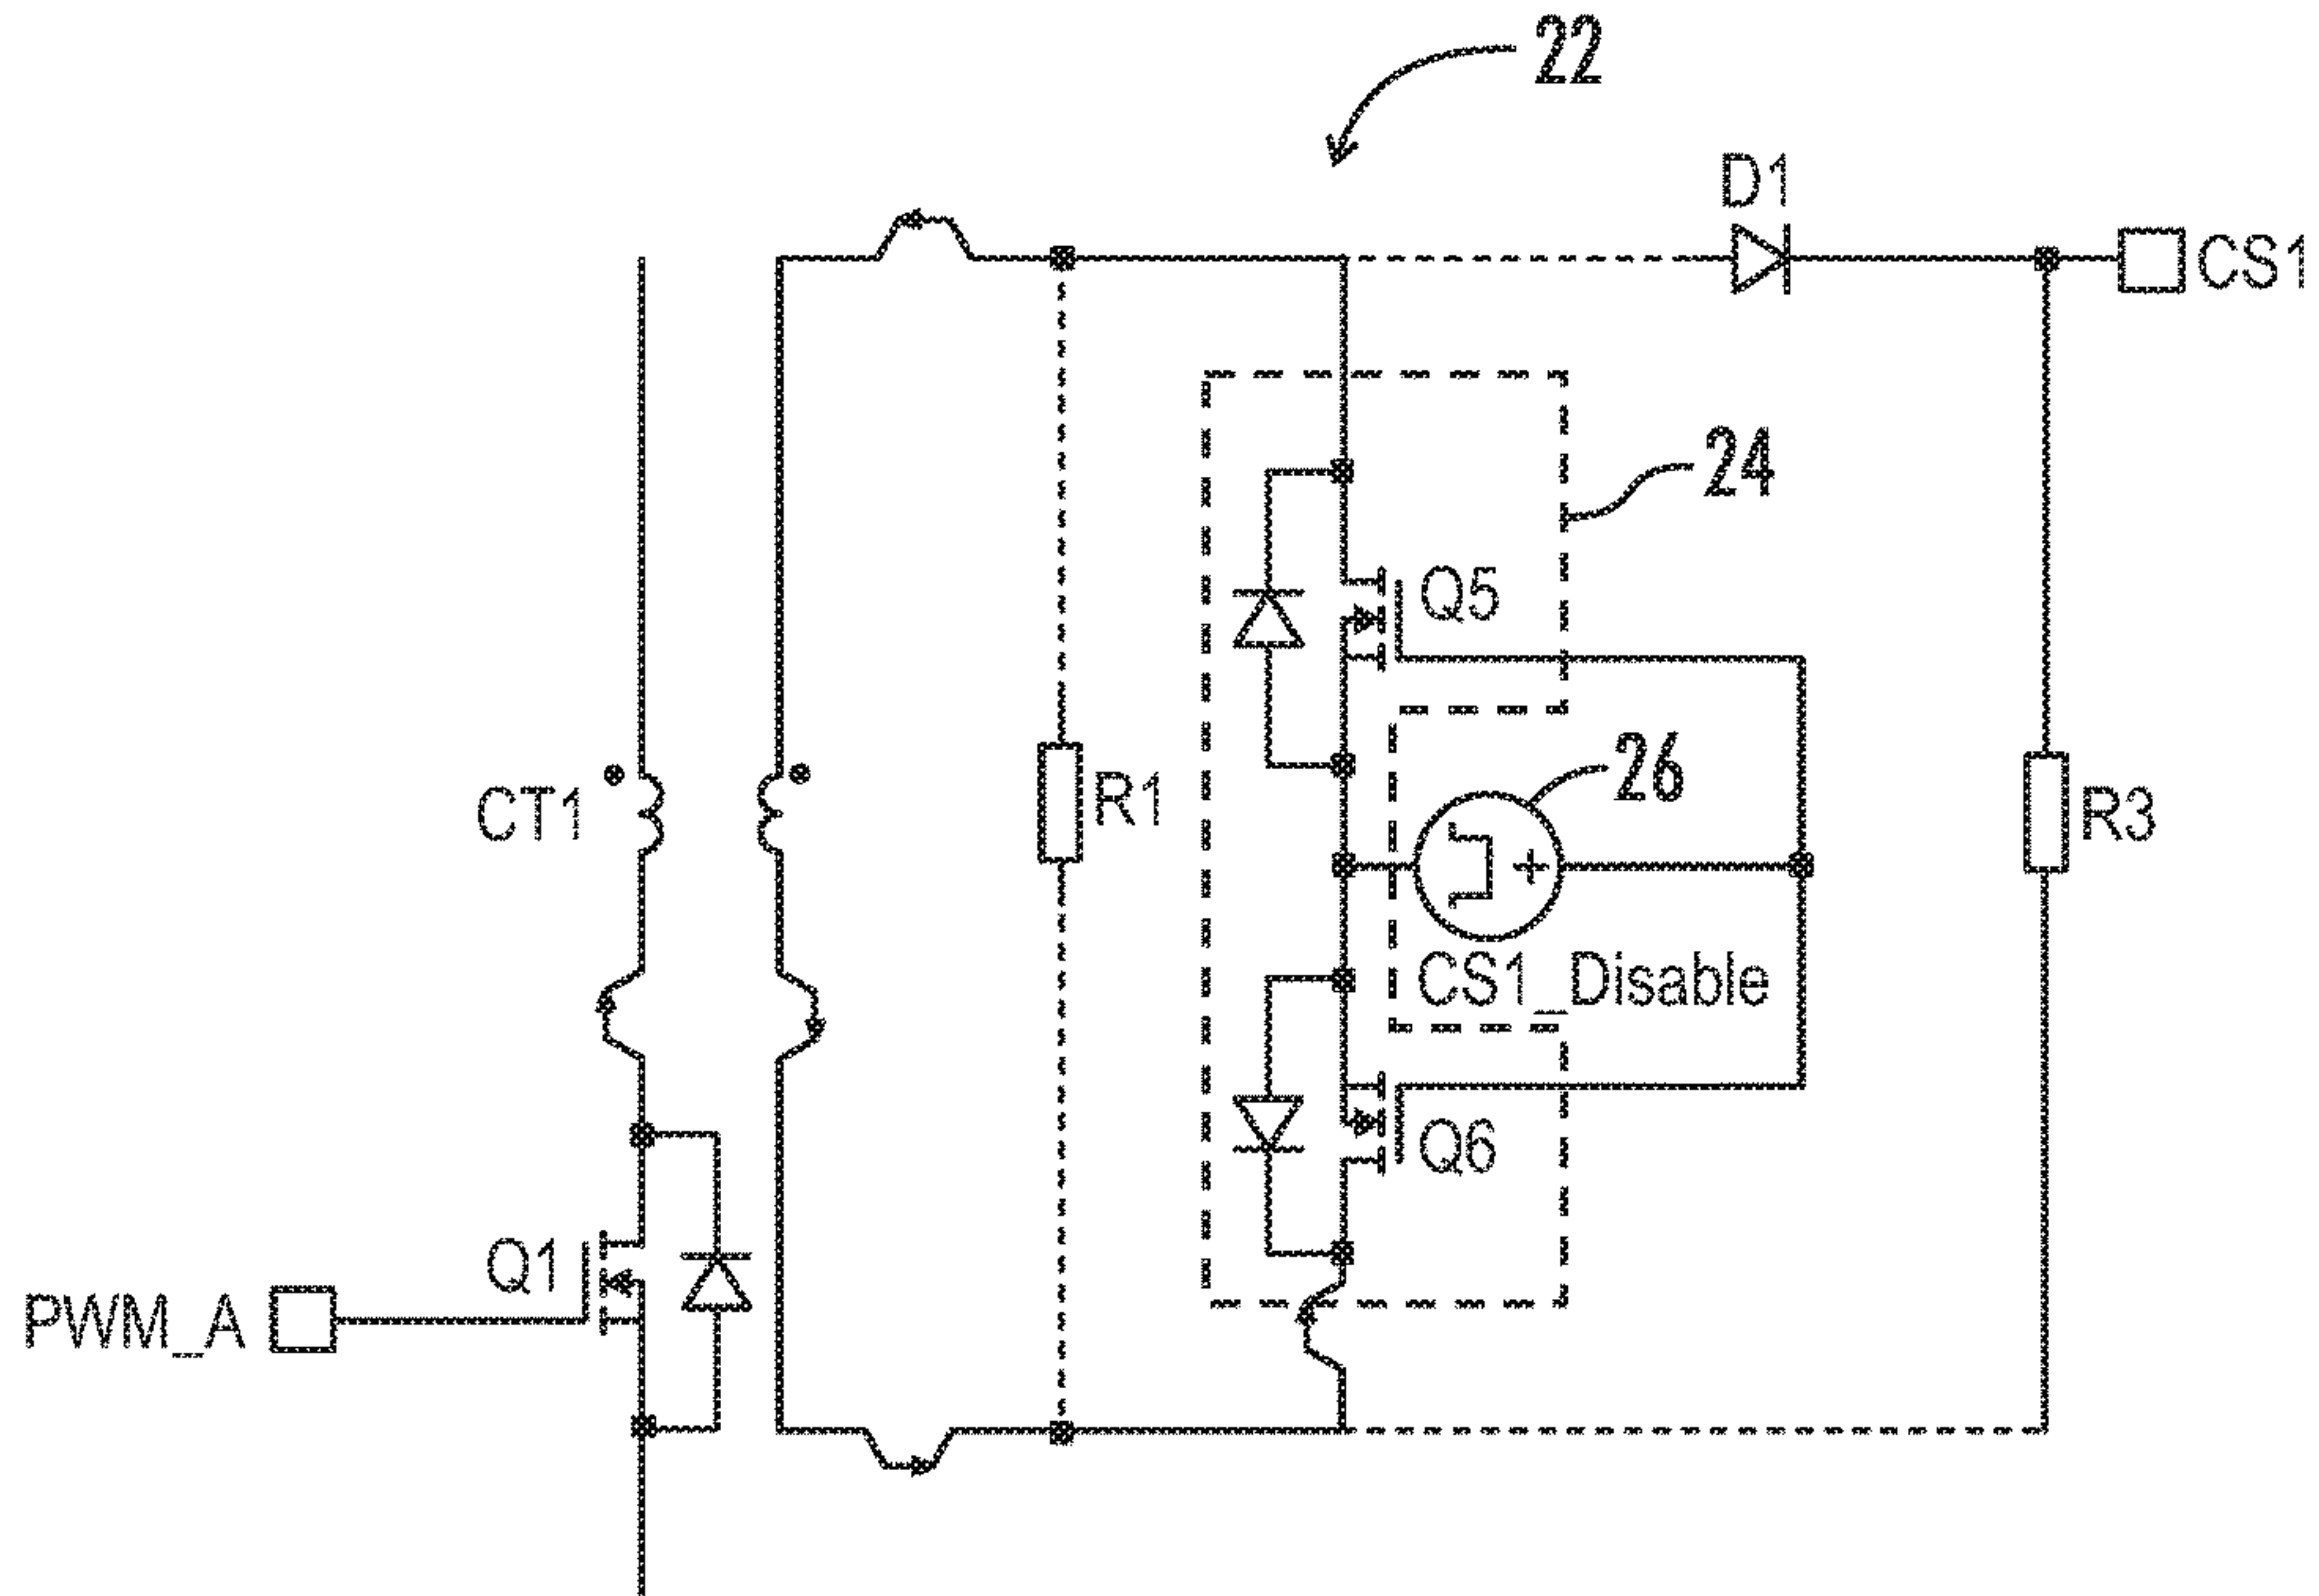 22
D1
CS1
24
Q5
26
CT1
R1
R3
CS1_Disable
Q6
Q1
PWM_A